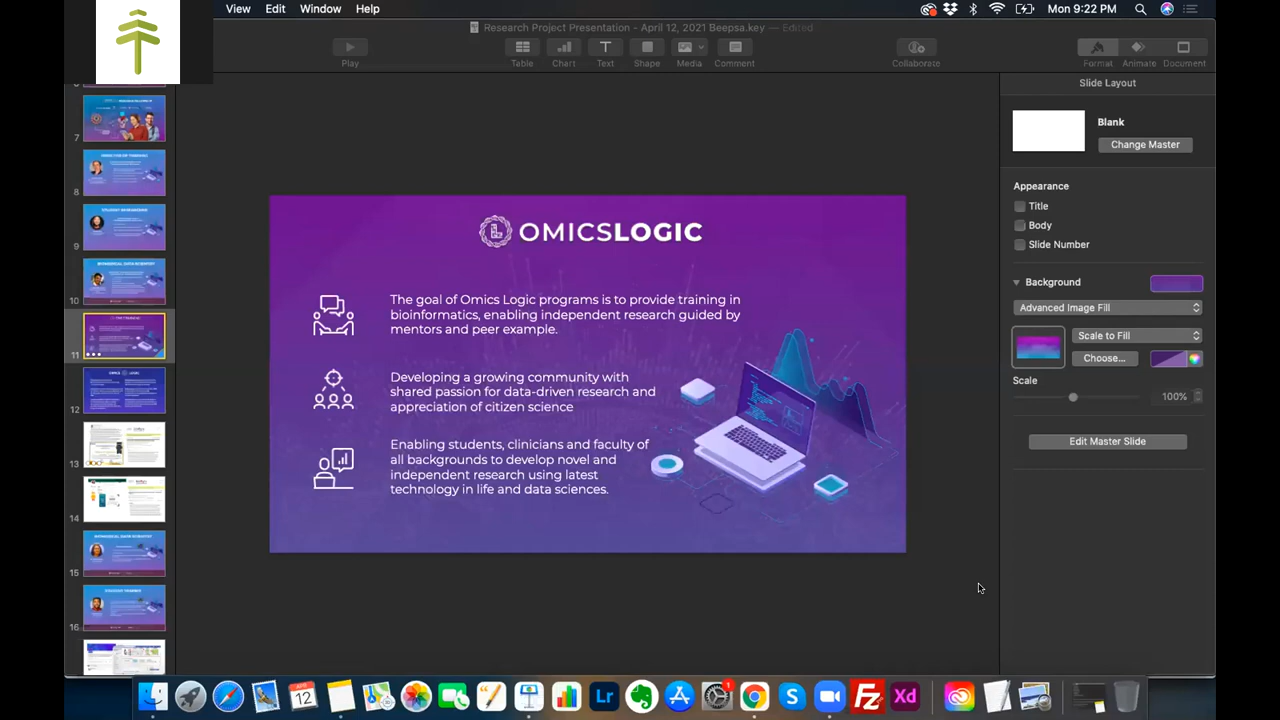 View Edit Window Help
Mon 9:22 PM
Research Project Presentation - April 12, 2021 Beepsa.key — Edited
Play
Table
Chart
Text
Shape
Media
Comment
Collaborate
Format
Animate
Document
Slide Layout
Blank
Change Master
Appearance
Title
Body
Slide Number
Background
Advanced Image Fill
Scale to Fill
Choose...
Scale
100%
Edit Master Slide
7
8
9
10
11
12
13
14
15
16
OMICSLOGIC
The goal of Omics Logic programs is to provide training in
bioinformatics, enabling independent research guided by
mentors and peer example.
Developing a growing community with
shared passion for data-driven research and
appreciation of citizen science
Enabling students, clinicians and faculty of
all backgrounds to develop novel and
independent research using latest
technology in life and data sciences.
APR
12
1
Lr
S
Fz
Xd